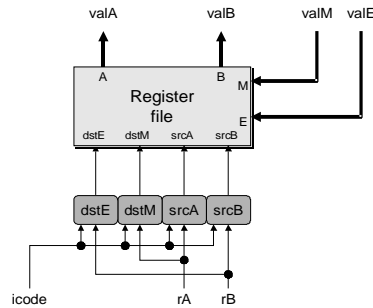 valA valB valM valE
A B
M
Register
file
E
dstE dstM srcA srcB
dstE dstM srcA srcB
icode rA rB